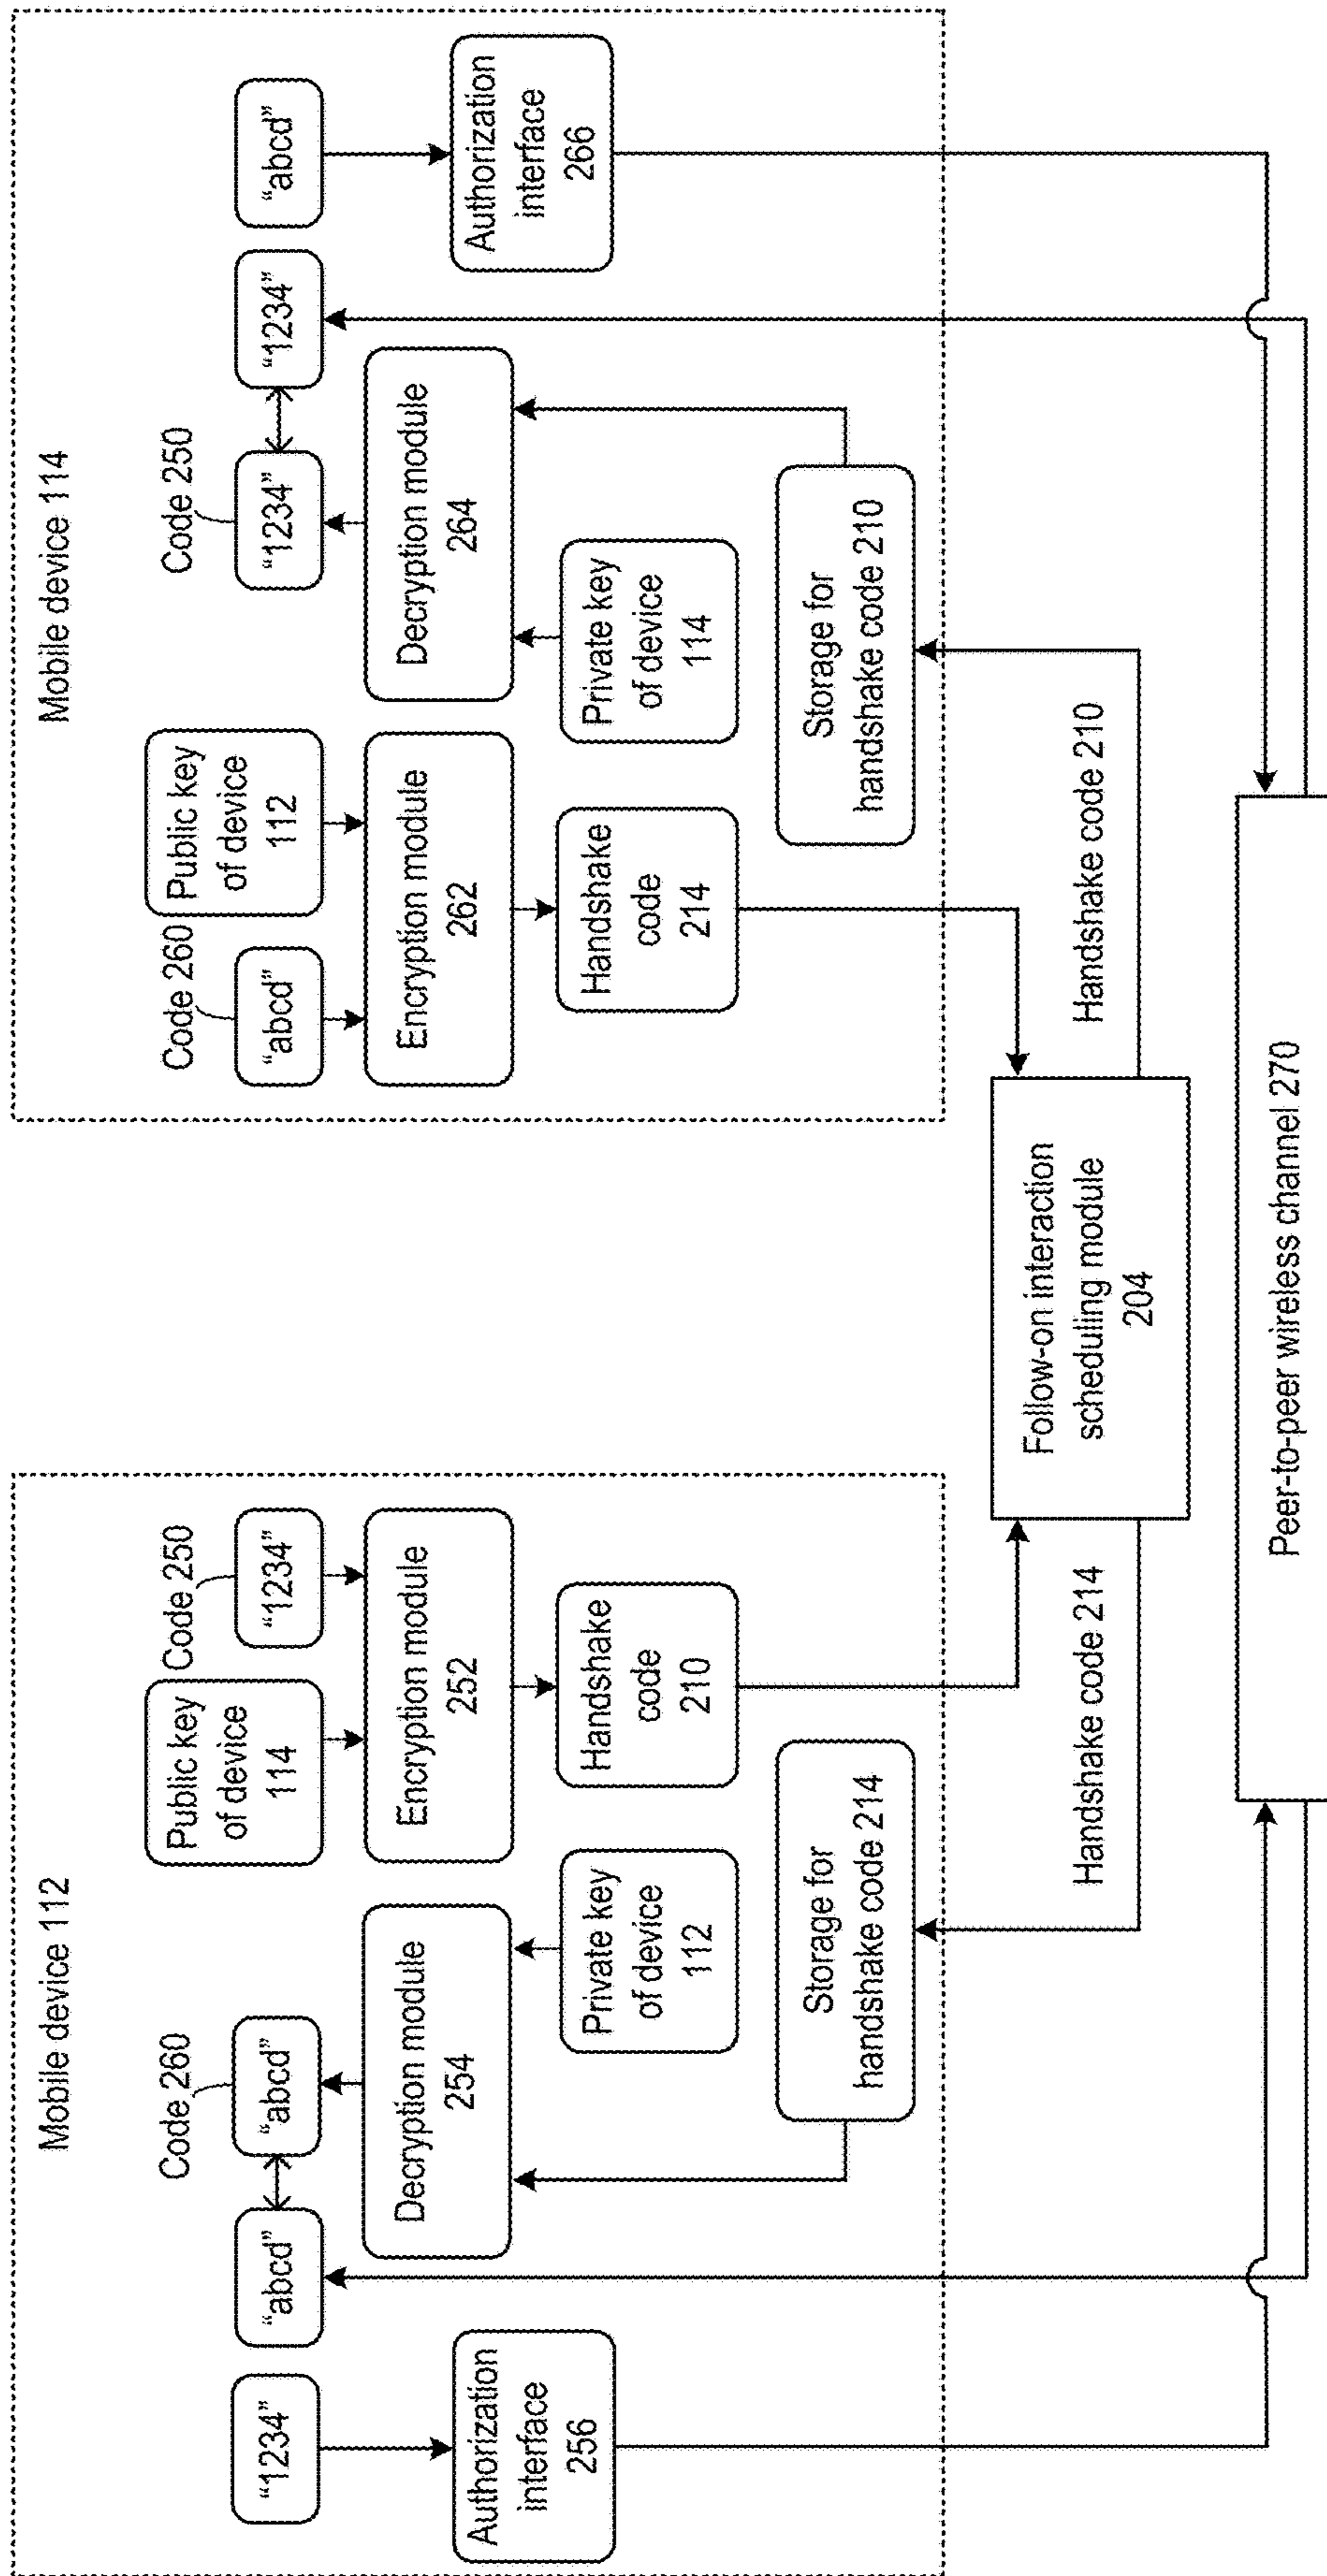 Mobile device 112
Code 260
"1234"
"abcd"
"abcd"
Public key
of device
114
Code 250
"1234"
Authorization
interface
256
Decryption module
254
Encryption module
252
Private key
of device
112
Handshake
code
210
Storage for
handshake code 214
Handshake code 214
Mobile device 114
Code 260
"abcd"
Public key
of device
112
Code 250
"1234"
"1234"
"abcd"
Encryption module
262
Decryption module
264
Authorization
interface
266
Handshake
code
214
Private key
of device
114
Storage for
handshake code 210
Handshake code 210
Follow-on interaction
scheduling module
204
Peer-to-peer wireless channel 270